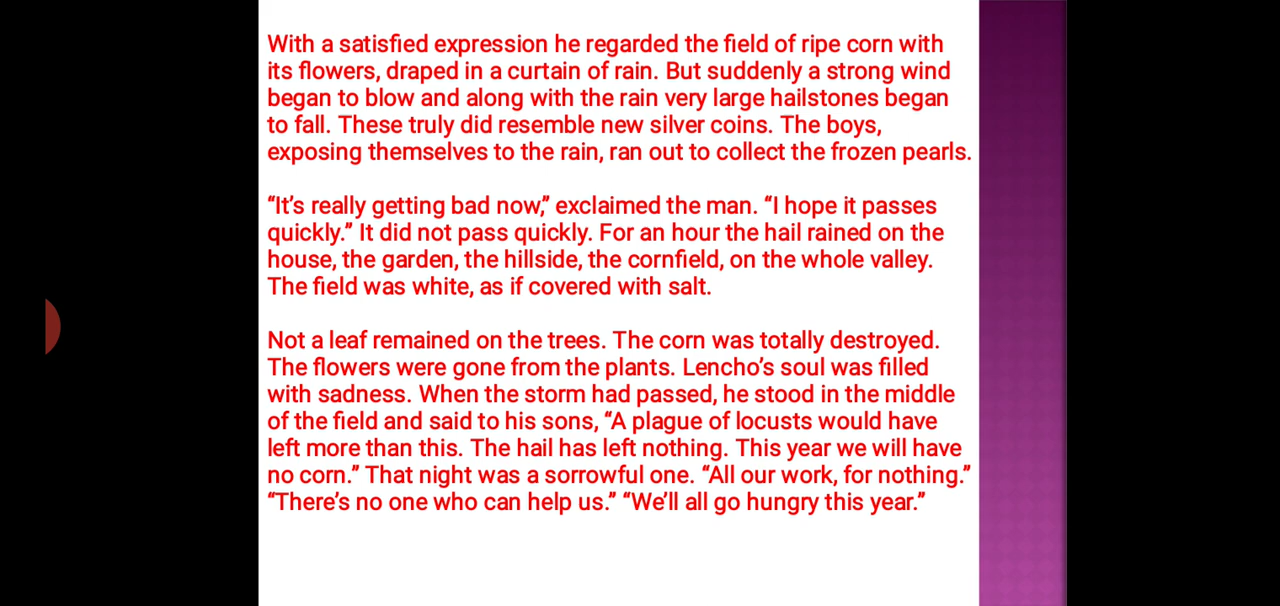 With a satisfied expression he regarded the field of ripe corn with
its flowers, draped in a curtain of rain. But suddenly a strong wind
began to blow and along with the rain very large hailstones began
to fall. These truly did resemble new silver coins. The boys,
exposing themselves to the rain, ran out to collect the frozen pearls.
“It’s really getting bad now,” exclaimed the man. “I hope it passes
quickly.” It did not pass quickly. For an hour the hail rained on the
house, the garden, the hillside, the cornfield, on the whole valley.
The field was white, as if covered with salt.
Not a leaf remained on the trees. The corn was totally destroyed.
The flowers were gone from the plants. Lencho’s soul was filled
with sadness. When the storm had passed, he stood in the middle
of the field and said to his sons, “A plague of locusts would have
left more than this. The hail has left nothing. This year we will have
no corn.” That night was a sorrowful one. “All our work, for nothing.”
“There’s no one who can help us.” “We’ll all go hungry this year.”